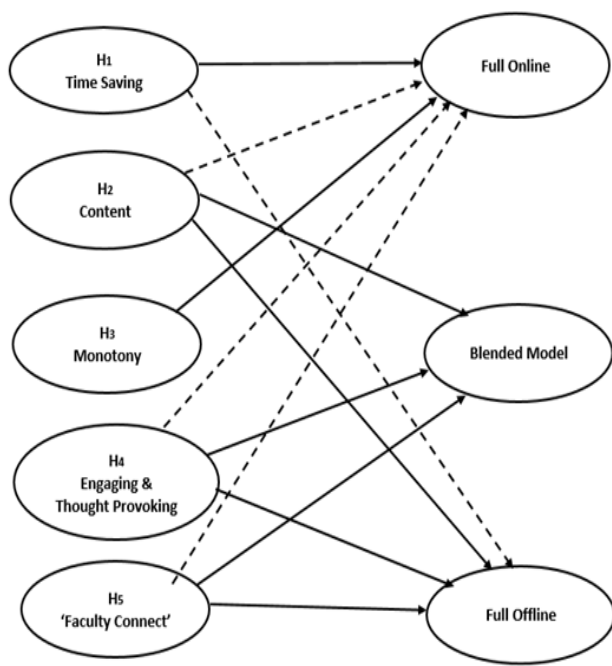 H1
Time Saving
Full Online
H2
Content
H3
Monotony
Blended Model
H4
Engaging &
Thought Provoking
H5
‘Faculty Connect’
Full Offline